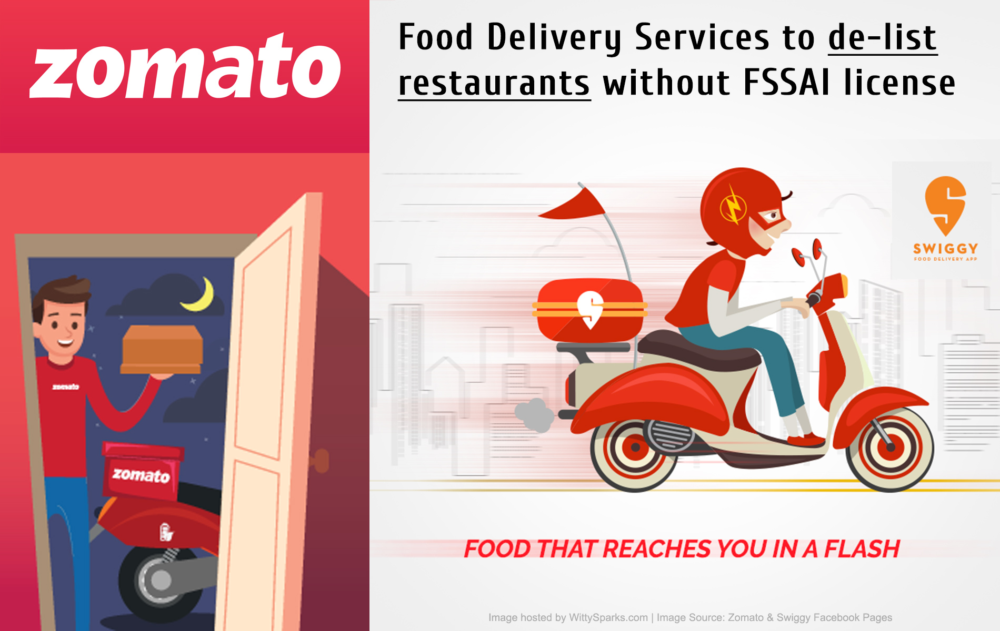 zomato
Food Delivery Services to de-list
restaurants without FSSAI license
SWIGGY
FOOD DELIVERY APP
zomato
zomato
FOOD THAT REACHES YOU IN A FLASH
Image hosted by WittySparks.com | Image Source: Zomato & Swiggy Facebook Pages